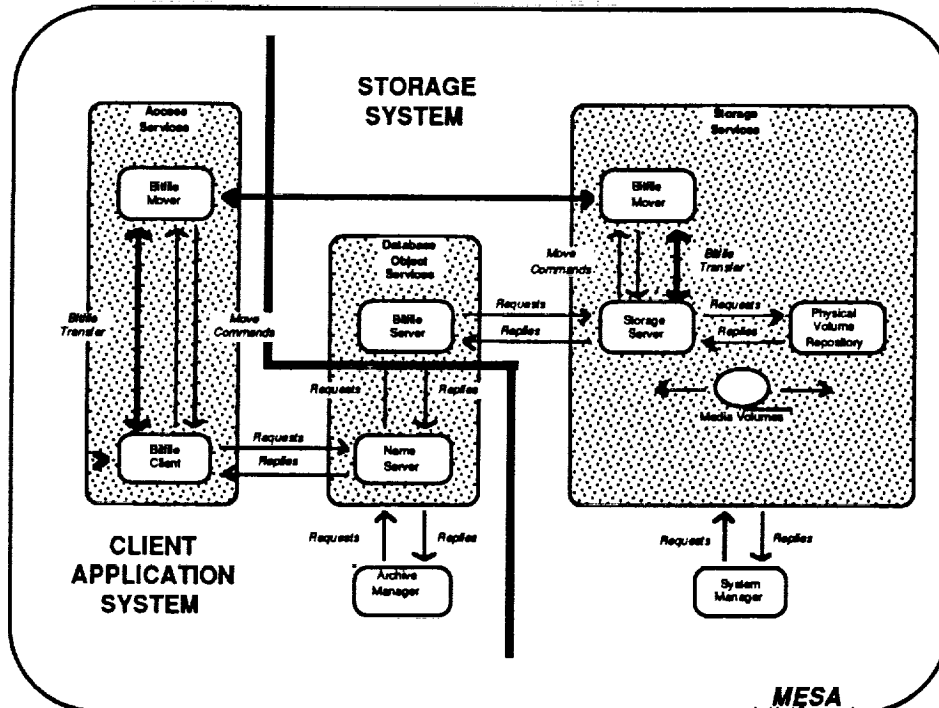 STORAGE
SYSTEM
Access
Services
Bitfile
Mover
Bitfile
Transfer
Move
Commands
Bitfile
Client
Requests
Replies
CLIENT
APPLICATION
SYSTEM
Database
Object
Services
Bitfile
Server
Requests
Replies
Name
Server
Requests
Replies
Archive
Manager
Requests
Replies
Storage
Services
Bitfile
Mover
Move
Commands
Bitfile
Transfer
Storage
Server
Requests
Replies
Physical
Volume
Repository
Media Volumes
Requests
Replies
System
Manager
MESA